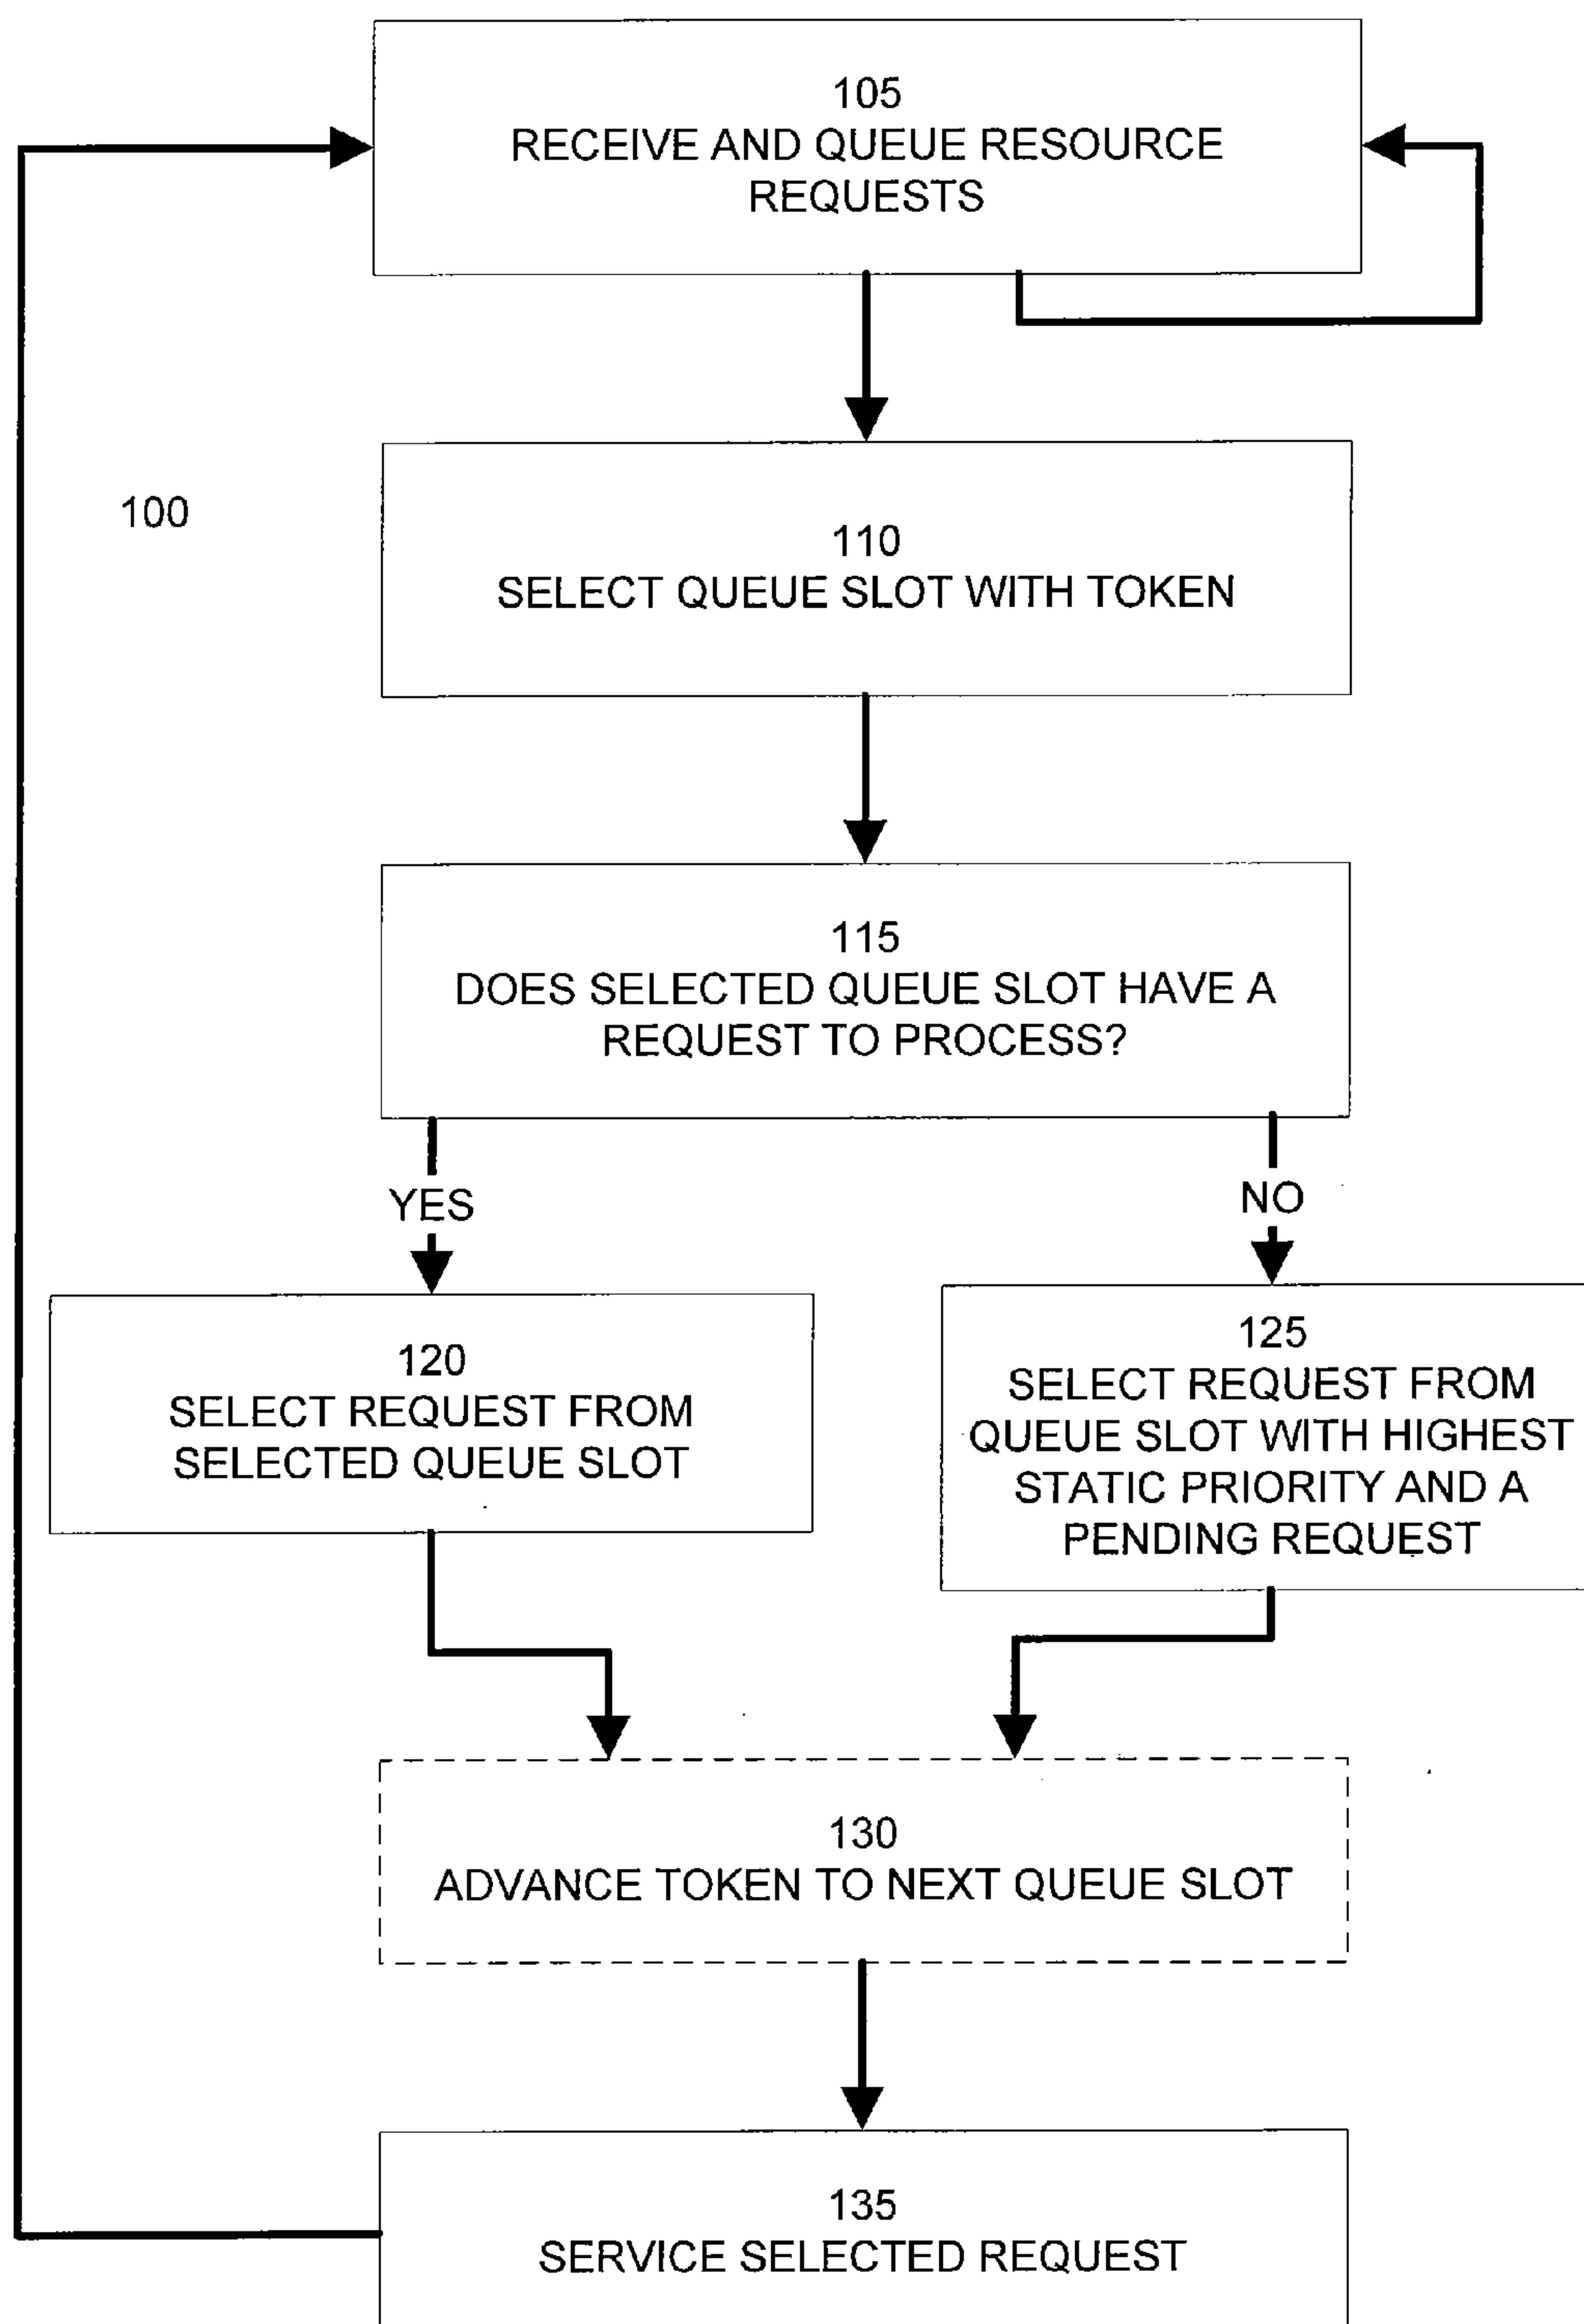 105
RECEIVE AND QUEUE RESOURCE
REQUESTS
100
110
SELECT QUEUE SLOT WITH TOKEN
115
DOES SELECTED QUEUE SLOT HAVE A
REQUEST TO PROCESS?
YES
NO
120
SELECT REQUEST FROM
SELECTED QUEUE SLOT
125
SELECT REQUEST FROM
QUEUE SLOT WITH HIGHEST
STATIC PRIORITY AND A
PENDING REQUEST
130
ADVANCE TOKEN TO NEXT QUEUE SLOT
135
SERVICE SELECTED REQUEST